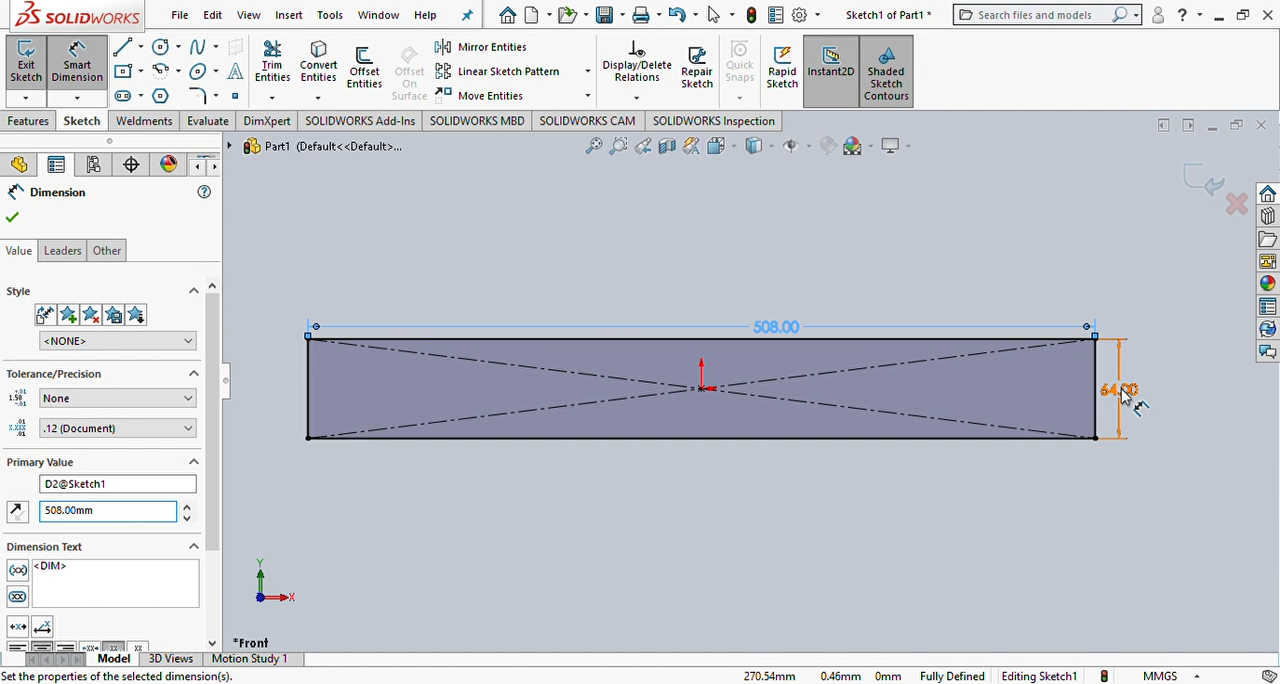 SOLIDWORKS File Edit View Insert Tools Window Help Sketch1 of Part1 * Search files and models ?
Exit Sketch
Smart Dimension
Trim Entities
Convert Entities
Offset Entities
Offset On Surface
Mirror Entities
Linear Sketch Pattern
Move Entities
Display/Delete Relations
Repair Sketch
Quick Snaps
Rapid Sketch
Instant2D
Shaded Sketch Contours
Features Sketch Weldments Evaluate DimXpert SOLIDWORKS Add-Ins SOLIDWORKS MBD SOLIDWORKS CAM SOLIDWORKS Inspection
Part1 (Default<<Default>...
Dimension ?
Value Leaders Other
Style
<NONE>
Tolerance/Precision
None
.12 (Document)
Primary Value
D2@Sketch1
508.00mm
Dimension Text
<DIM>
508.00
64.00
Y
X
*Front
Model 3D Views Motion Study 1
Set the properties of the selected dimension(s). 270.54mm 0.46mm 0mm Fully Defined Editing Sketch1 MMGS